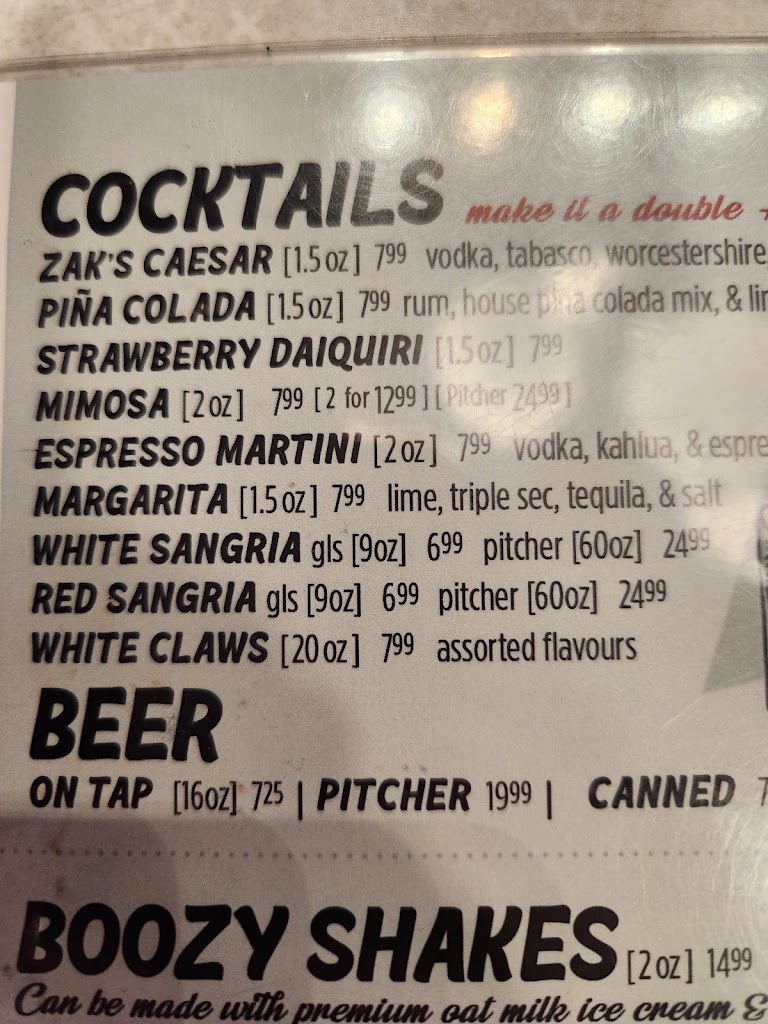 COCKTAILS make it a double
ZAK'S CAESAR [1.5 oz] 799 vodka, tabasco, worcestershire,
PIÑA COLADA [1.5 oz] 799 rum, house piña colada mix, &
STRAWBERRY DAIQUIRI [1.5 oz] 799
MIMOSA [2 oz] 799 [2 for 1299] [Pitcher 2499]
ESPRESSO MARTINI [2 oz] 799 vodka, kahlua, & espre
MARGARITA [1.5 oz] 799 lime, triple sec, tequila, & salt
WHITE SANGRIA gls [9oz] 699 pitcher [60oz] 2499
RED SANGRIA gls [9oz] 699 pitcher [60oz] 2499
WHITE CLAWS [20 oz] 799 assorted flavours
BEER
ON TAP [16oz] 725 | PITCHER 1999 | CANNED 7
BOOZY SHAKES [2 oz] 1499
Can be made with premium oat milk ice cream &